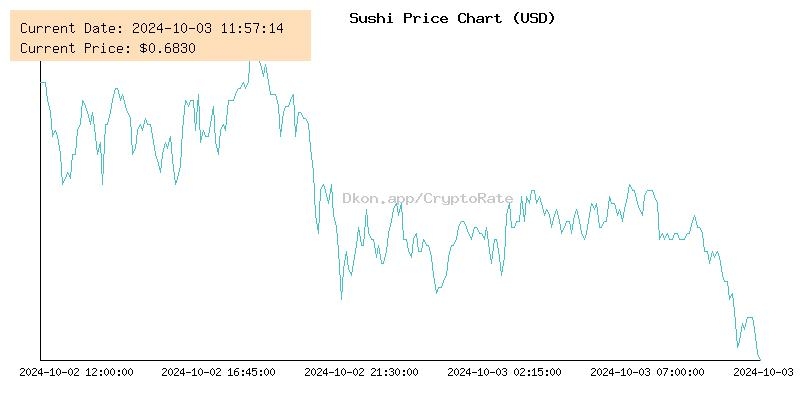 Sushi Price Chart (USD)
Current Date: 2024-10-03 11:57:14
Current Price: $0.6830
Dkon.app/CryptoRate
2024-10-02 12:00:00 2024-10-02 16:45:00 2024-10-02 21:30:00 2024-10-03 02:15:00 2024-10-03 07:00:00 2024-10-03